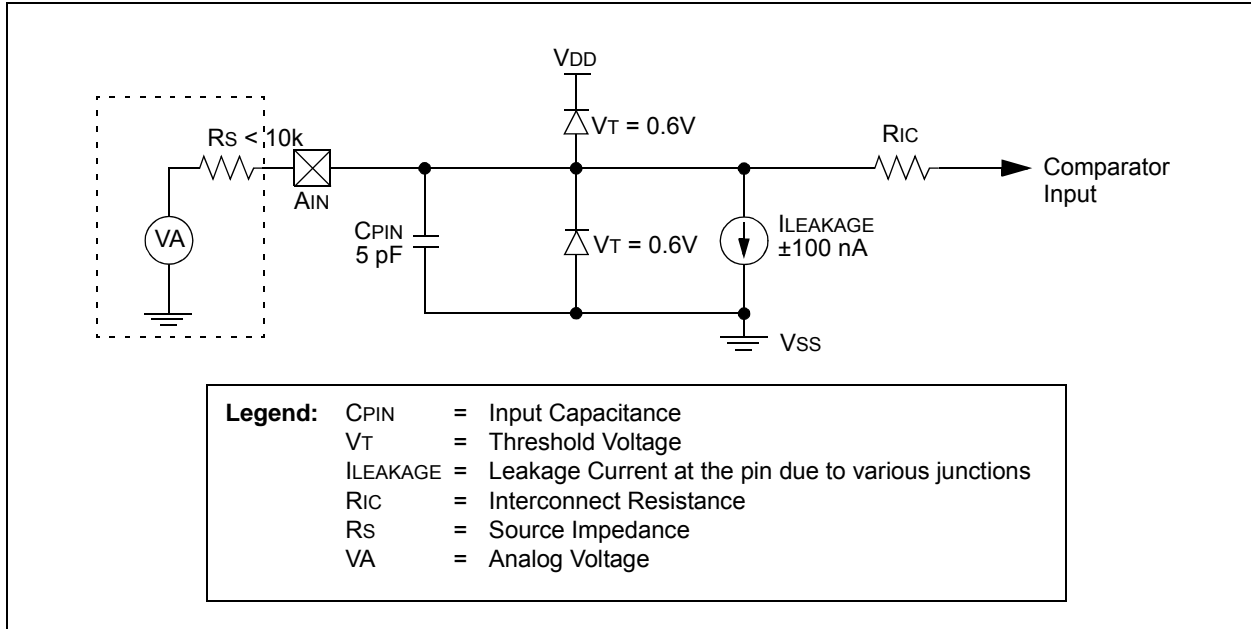 VDD
VT = 0.6V
RS < 10k
RIC
AIN
Comparator
Input
VA
CPIN
5 pF
VT = 0.6V
ILEAKAGE
±100 nA
VSS
Legend: CPIN = Input Capacitance
VT = Threshold Voltage
ILEAKAGE = Leakage Current at the pin due to various junctions
RIC = Interconnect Resistance
RS = Source Impedance
VA = Analog Voltage